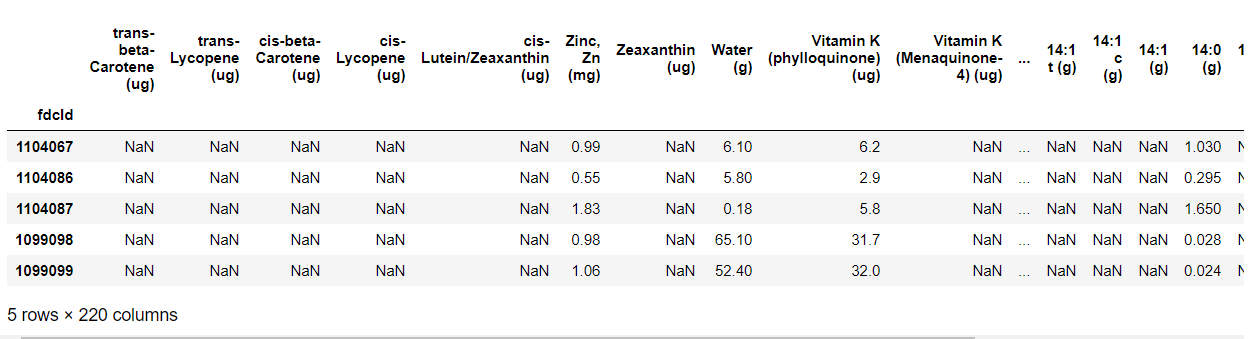 trans-beta-Carotene (ug) trans-Lycopene (ug) cis-beta-Carotene (ug) cis-Lycopene (ug) cis-Lutein/Zeaxanthin (ug) Zinc, Zn (mg) Zeaxanthin (ug) Water (g) Vitamin K (phylloquinone) (ug) Vitamin K (Menaquinone-4) (ug) ... 14:1 t (g) 14:1 c (g) 14:1 (g) 14:0 (g)
fdcId
1104067 NaN NaN NaN NaN NaN 0.99 NaN 6.10 6.2 NaN ... NaN NaN NaN 1.030
1104086 NaN NaN NaN NaN NaN 0.55 NaN 5.80 2.9 NaN ... NaN NaN NaN 0.295
1104087 NaN NaN NaN NaN NaN 1.83 NaN 0.18 5.8 NaN ... NaN NaN NaN 1.650
1099098 NaN NaN NaN NaN NaN 0.98 NaN 65.10 31.7 NaN ... NaN NaN NaN 0.028
1099099 NaN NaN NaN NaN NaN 1.06 NaN 52.40 32.0 NaN ... NaN NaN NaN 0.024
5 rows × 220 columns